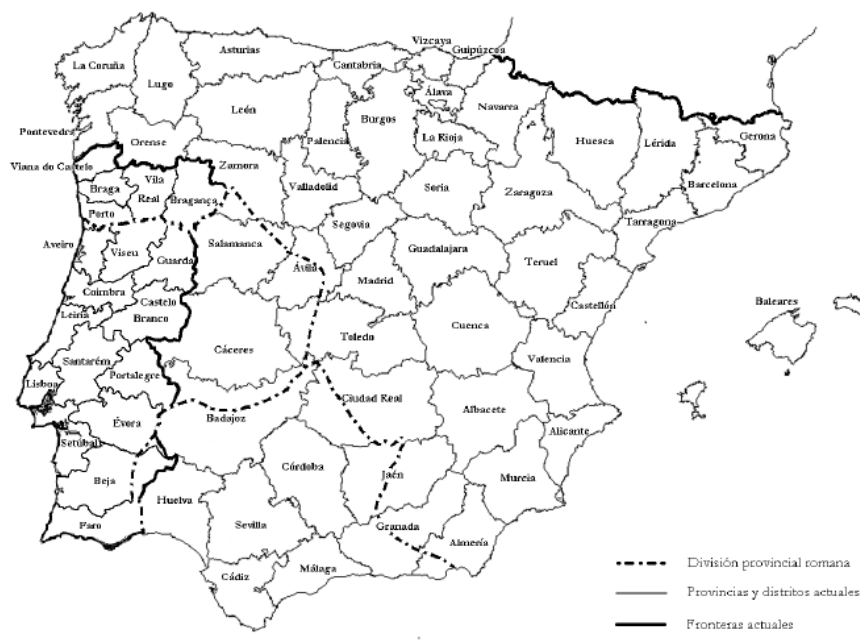 Vizcaya
Asturias
Guipúzcoa
La Coruña
Cantabria
Lugo
Álava
León
Navarra
Burgos
Palencia
La Rioja
Huesca
Lérida
Gerona
Pontevedra
Orense
Viana do Castelo
Zamora
Vila Real
Bragança
Braga
Valladolid
Soria
Zaragoza
Barcelona
Porto
Segovia
Tarragona
Aveiro
Salamanca
Viseu
Guarda
Guadalajara
Ávila
Teruel
Madrid
Coimbra
Castelo Branco
Castellón
Baleares
Leiria
Cáceres
Toledo
Cuenca
Santarém
Valencia
Lisboa
Portalegre
Ciudad Real
Albacete
Badajoz
Évora
Alicante
Setúbal
Córdoba
Jaén
Murcia
Beja
Huelva
Faro
Sevilla
Granada
Almería
Málaga
Cádiz
División provincial romana
Provincias y distritos actuales
Fronteras actuales